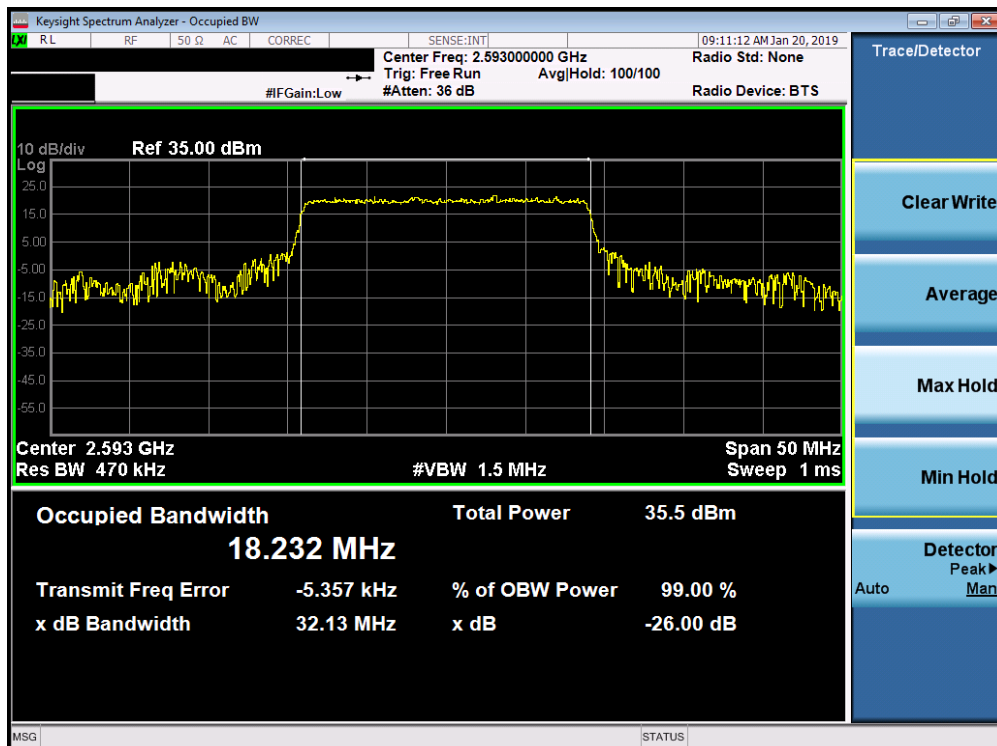 Keysight Spectrum Analyzer - Occupied BW
LXI RL RF 50 Ω AC CORREC SENSE:INT 09:11:12 AM Jan 20, 2019
Center Freq: 2.593000000 GHz Radio Std: None
Trig: Free Run Avg|Hold: 100/100
#IFGain:Low #Atten: 36 dB Radio Device: BTS
10 dB/div Ref 35.00 dBm
Log
25.0
15.0
5.00
-5.00
-15.0
-25.0
-35.0
-45.0
-55.0
Center 2.593 GHz Span 50 MHz
Res BW 470 kHz #VBW 1.5 MHz Sweep 1 ms
Occupied Bandwidth Total Power 35.5 dBm
18.232 MHz
Transmit Freq Error -5.357 kHz % of OBW Power 99.00 %
x dB Bandwidth 32.13 MHz x dB -26.00 dB
MSG STATUS
Trace/Detector
Clear Write
Average
Max Hold
Min Hold
Detector
Peak▶
Auto Man